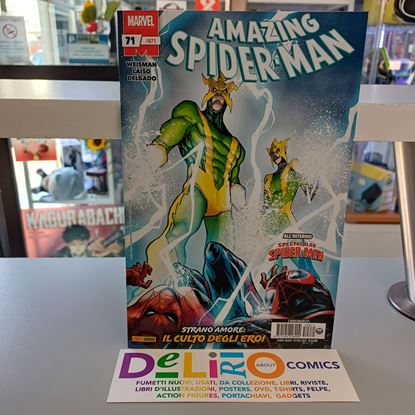 MARVEL
71
AMAZING
SPIDER-MAN
WEISMAN
LAISO
DELGADO
KAGURABACHI
ALL'INTERNO
SPECTACULAR
SPIDER-MEN
STRANO AMORE:
IL CULTO DEGLI EROI
DELIRIO
ABOUT
COMICS
FUMETTI NUOVI, USATI, DA COLLEZIONE, LIBRI, RIVISTE,
LIBRI D'ILLUSTRAZIONI, POSTERS, DVD, T-SHIRTS, FELPE,
ACTION FIGURES, PORTACHIAVI, GADGETS